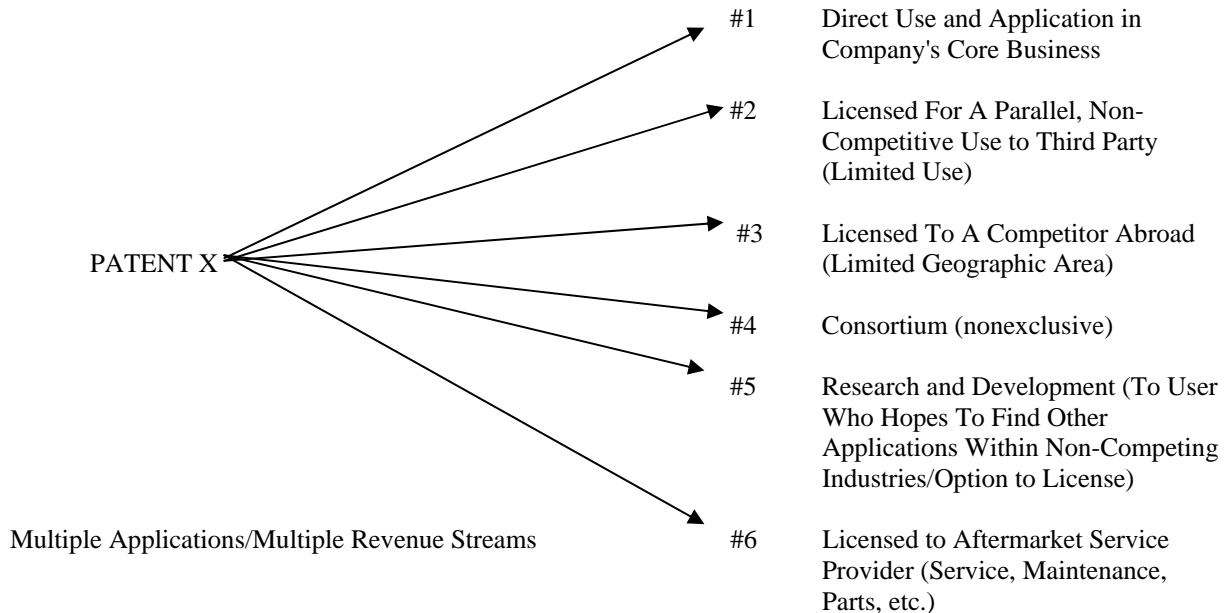 #1 Direct Use and Application in
Company's Core Business
#2 Licensed For A Parallel, Non-
Competitive Use to Third Party
(Limited Use)
#3 Licensed To A Competitor Abroad
(Limited Geographic Area)
PATENT X
#4 Consortium (nonexclusive)
#5 Research and Development (To User
Who Hopes To Find Other
Applications Within Non-Competing
Industries/Option to License)
Multiple Applications/Multiple Revenue Streams
#6 Licensed to Aftermarket Service
Provider (Service, Maintenance,
Parts, etc.)